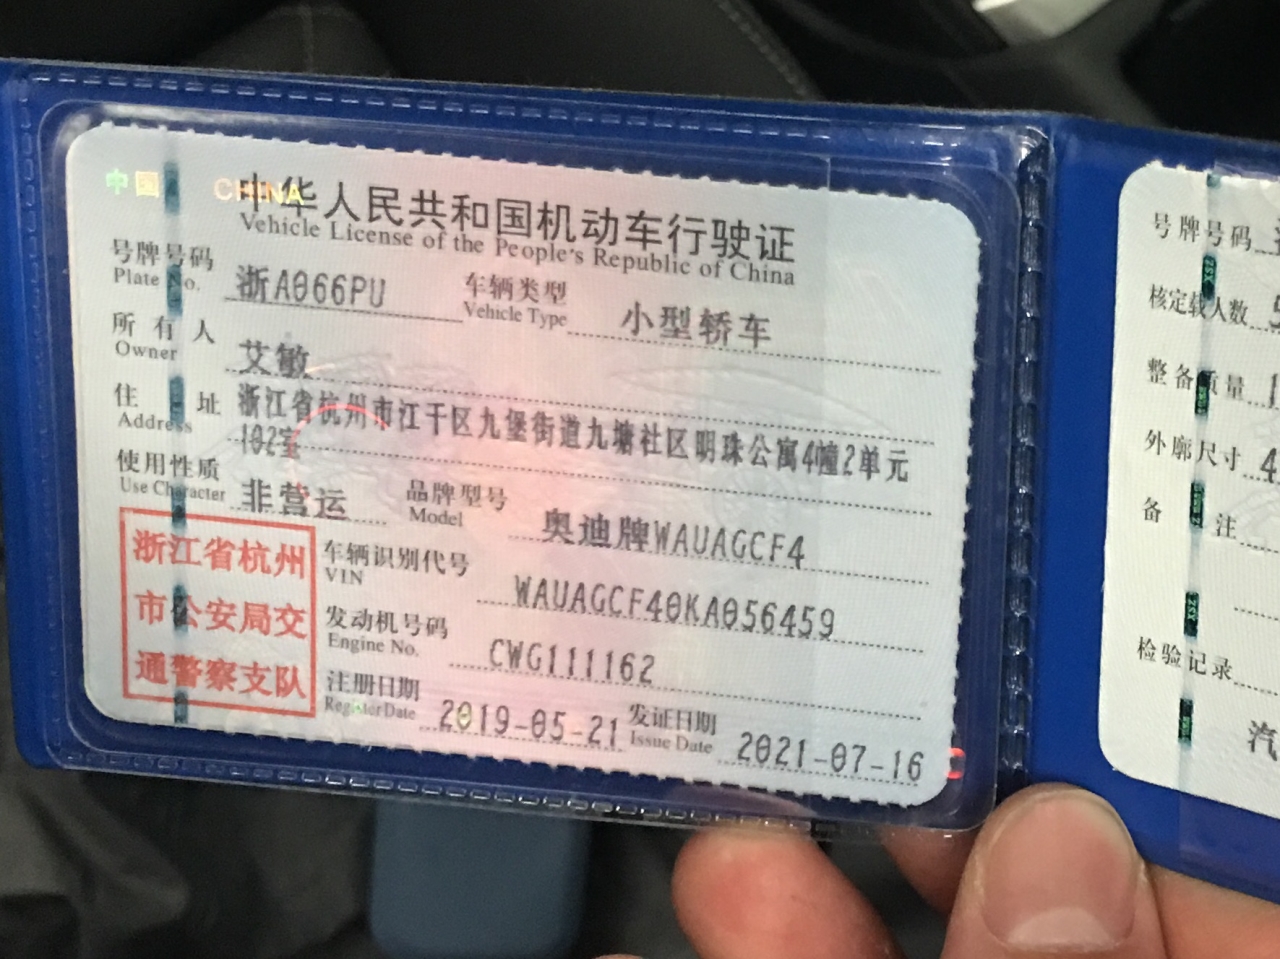 中国 CHINA
中华人民共和国机动车行驶证
Vehicle License of the People's Republic of China
号牌号码 浙A066PU 车辆类型 小型轿车
Plate No. Vehicle Type
所有人 艾敏
Owner
住址 浙江省杭州市江干区九堡街道九塘社区明珠公寓4幢2单元
Address 102室
使用性质 非营运 品牌型号 奥迪牌WAUAGCF4
Use Character Model
浙江省杭州
市公安局交
通警察支队
车辆识别代号 WAUAGCF40KA056459
VIN
发动机号码 CWG111162
Engine No.
注册日期 2019-05-21 发证日期 2021-07-16
Register Date Issue Date
号牌号码
核定载人数
整备质量
外廓尺寸 4
备注
检验记录
汽
XSZ
XSZ